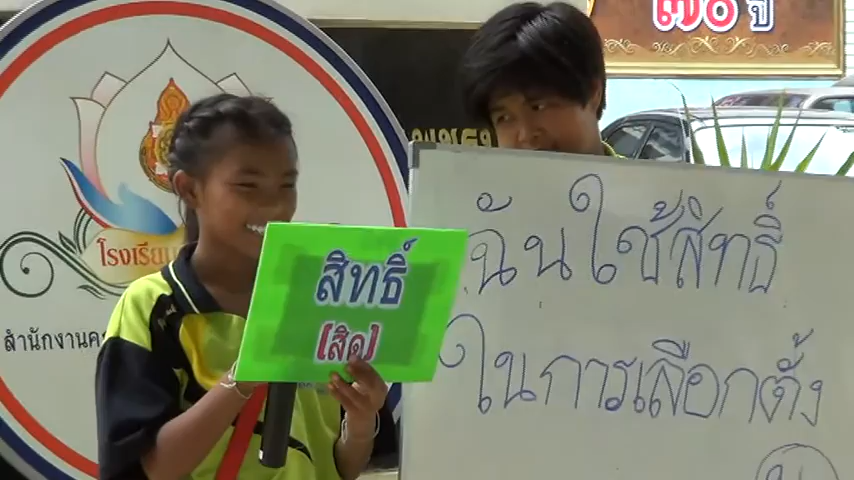 ๗๐ ปี
โรงเรีย
สำนักงานค
สิทธิ์
[สิด]
ฉันใช้สิทธิ์
ในการเลือกตั้ง